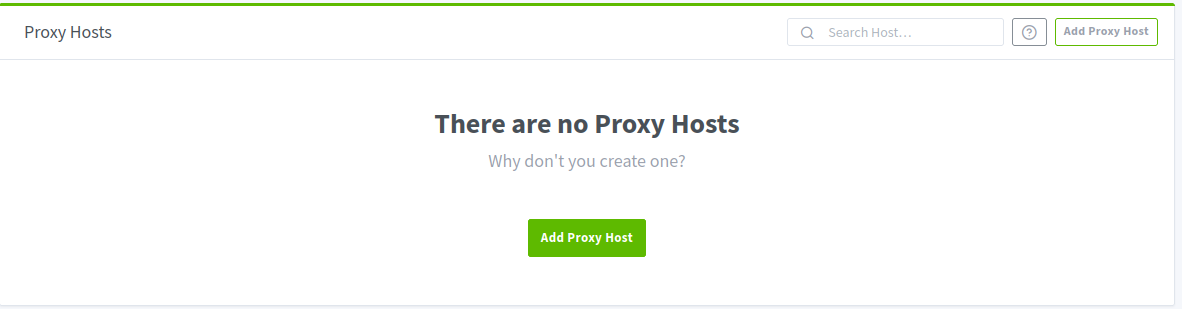 Proxy Hosts
Search Host...
Add Proxy Host
There are no Proxy Hosts
Why don't you create one?
Add Proxy Host